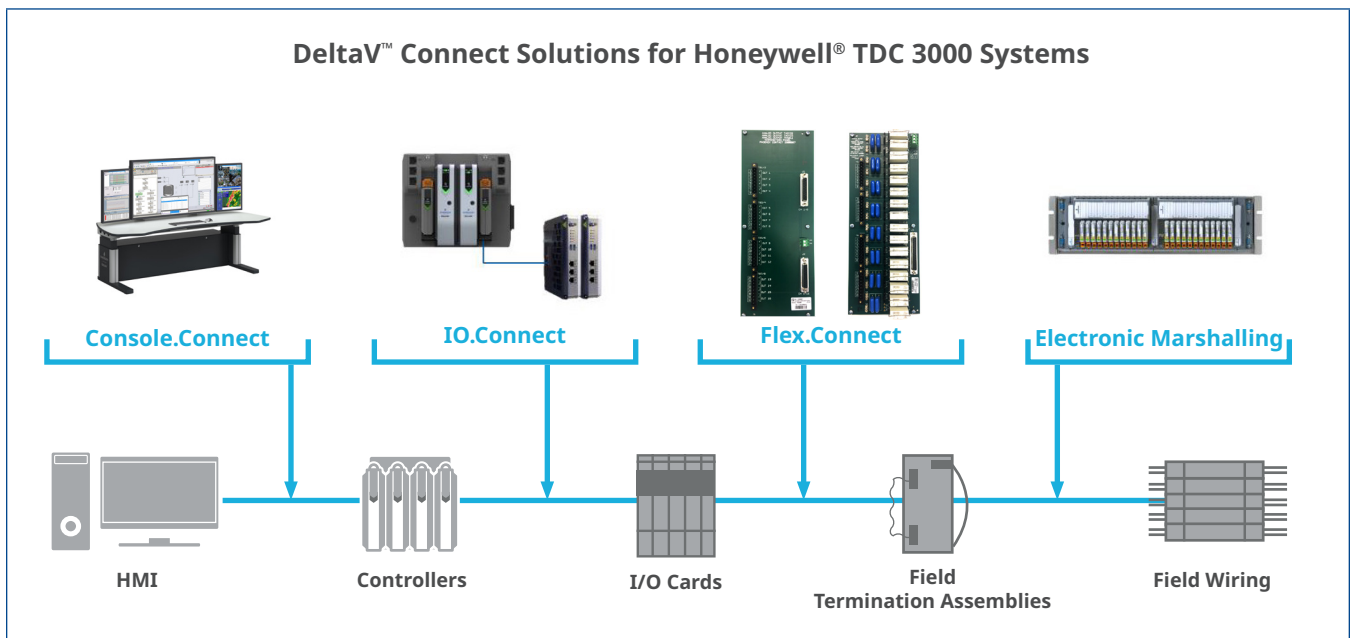 DeltaV™ Connect Solutions for Honeywell® TDC 3000 Systems
Console.Connect
IO.Connect
Flex.Connect
Electronic Marshalling
HMI
Controllers
I/O Cards
Field
Termination Assemblies
Field Wiring